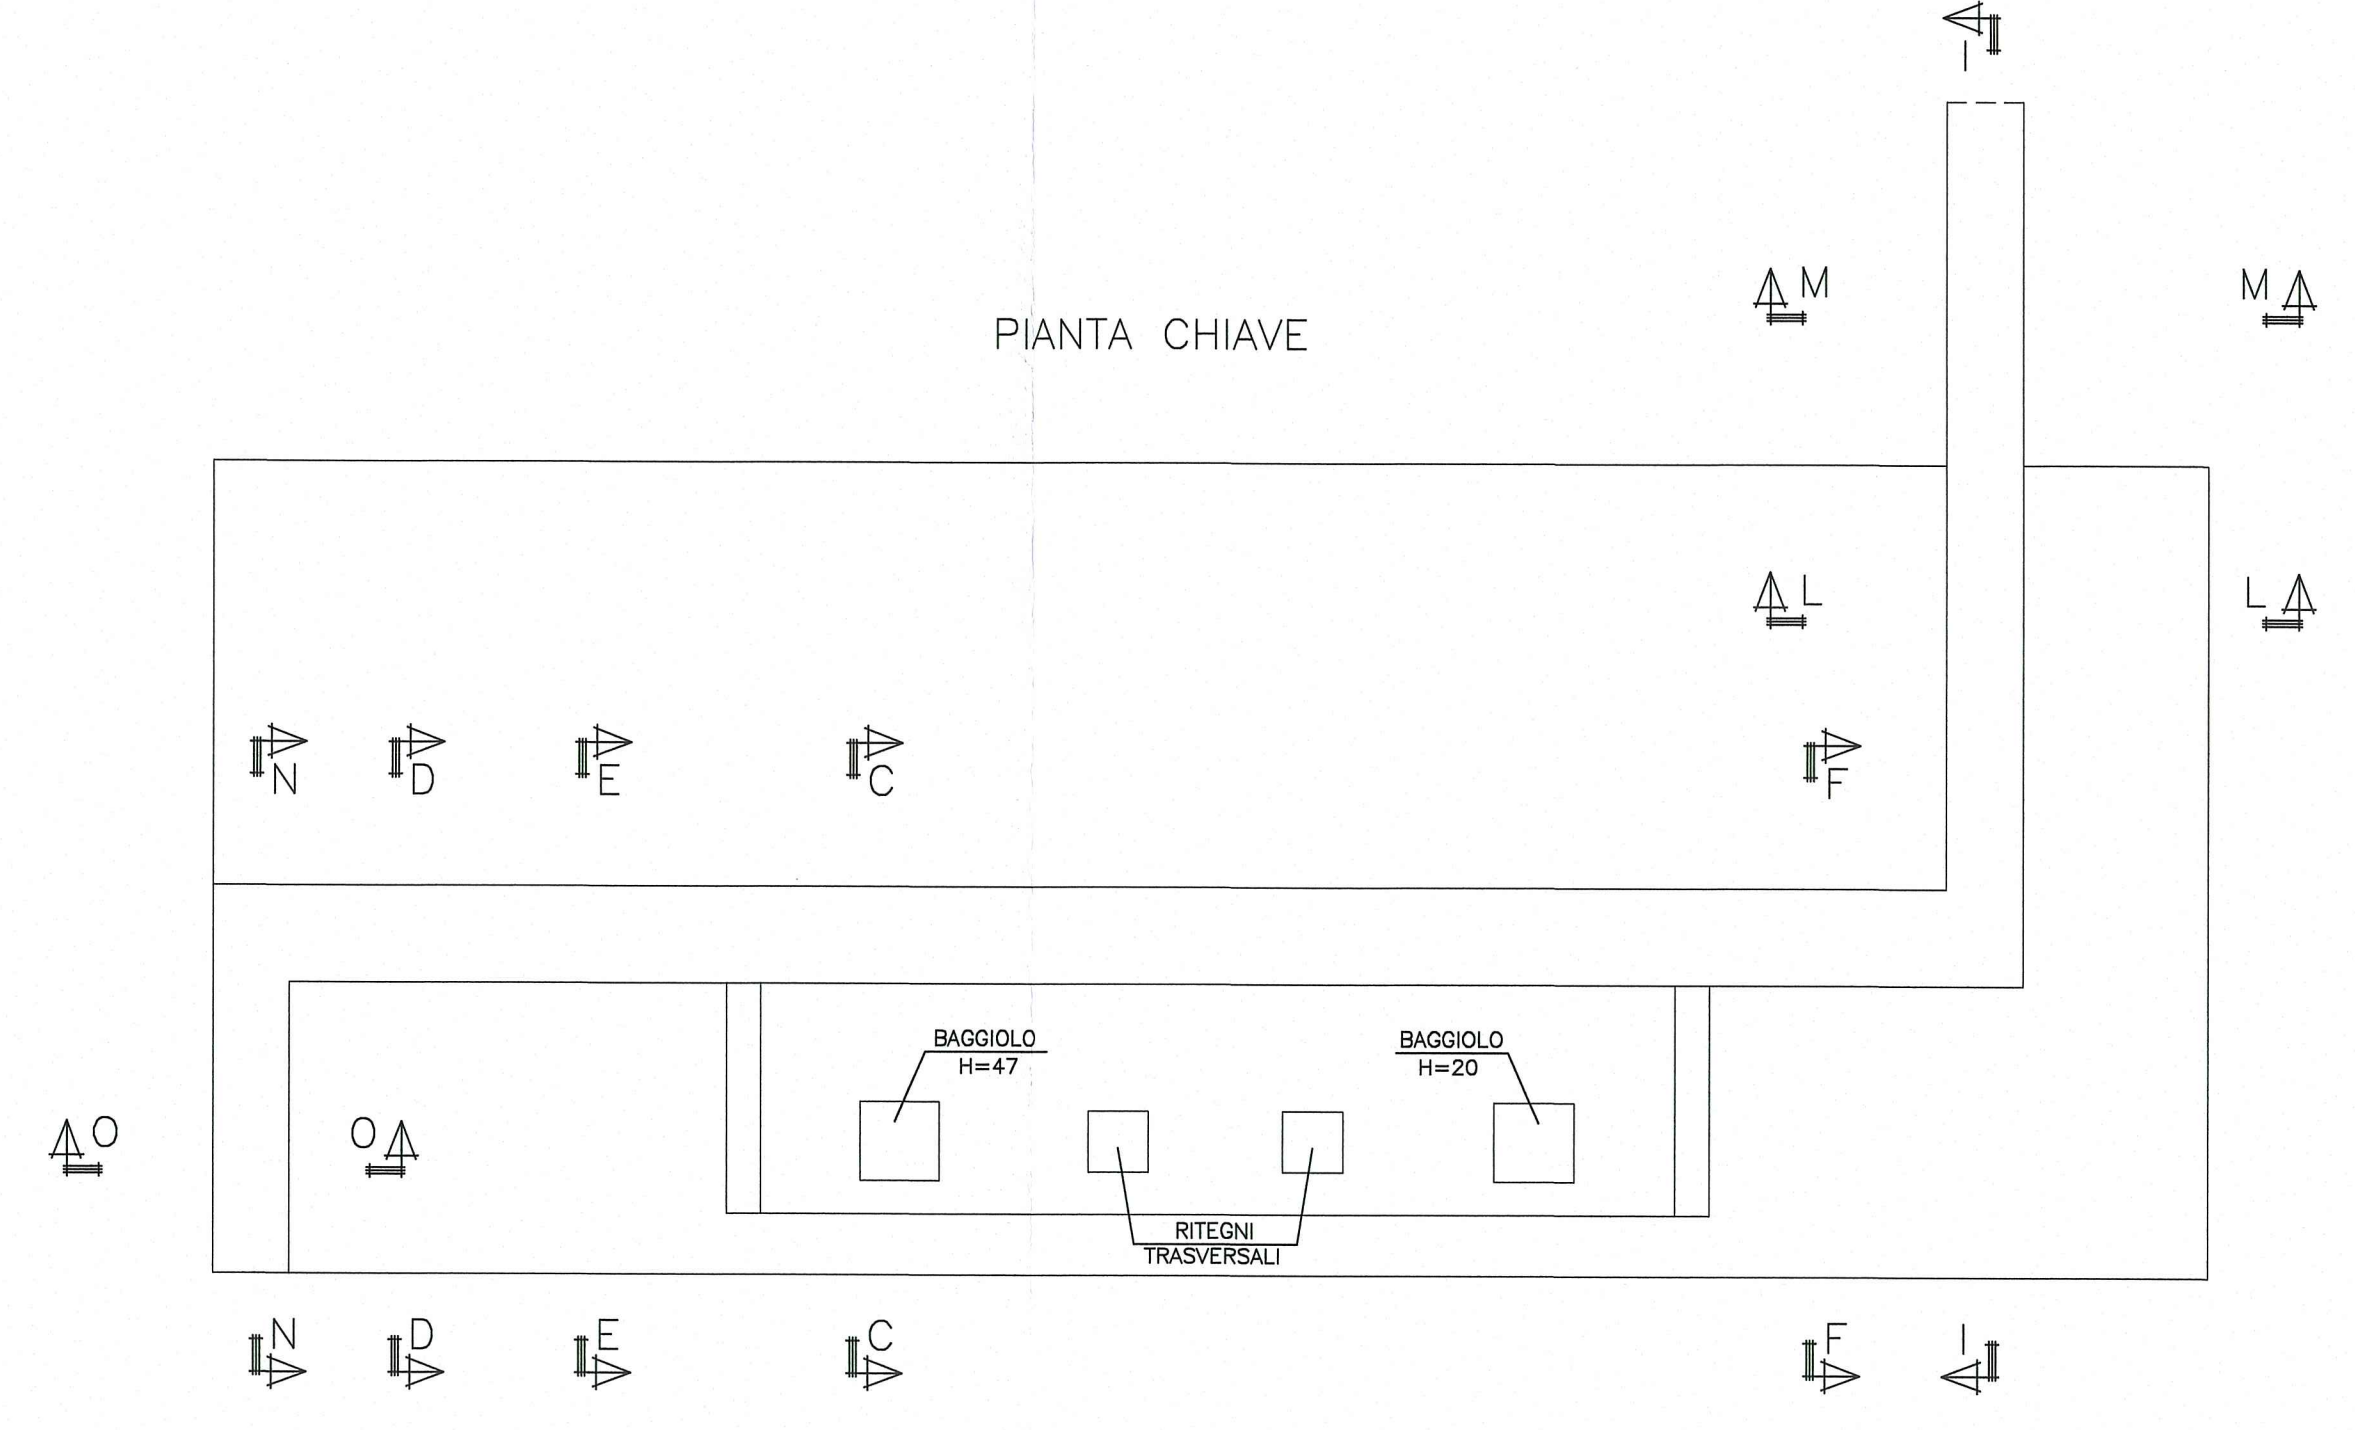 I
M M
PIANTA CHIAVE
L L
N D E C F
BAGGIOLO
H=47
BAGGIOLO
H=20
O O
RITEGNI
TRASVERSALI
N D E C F I